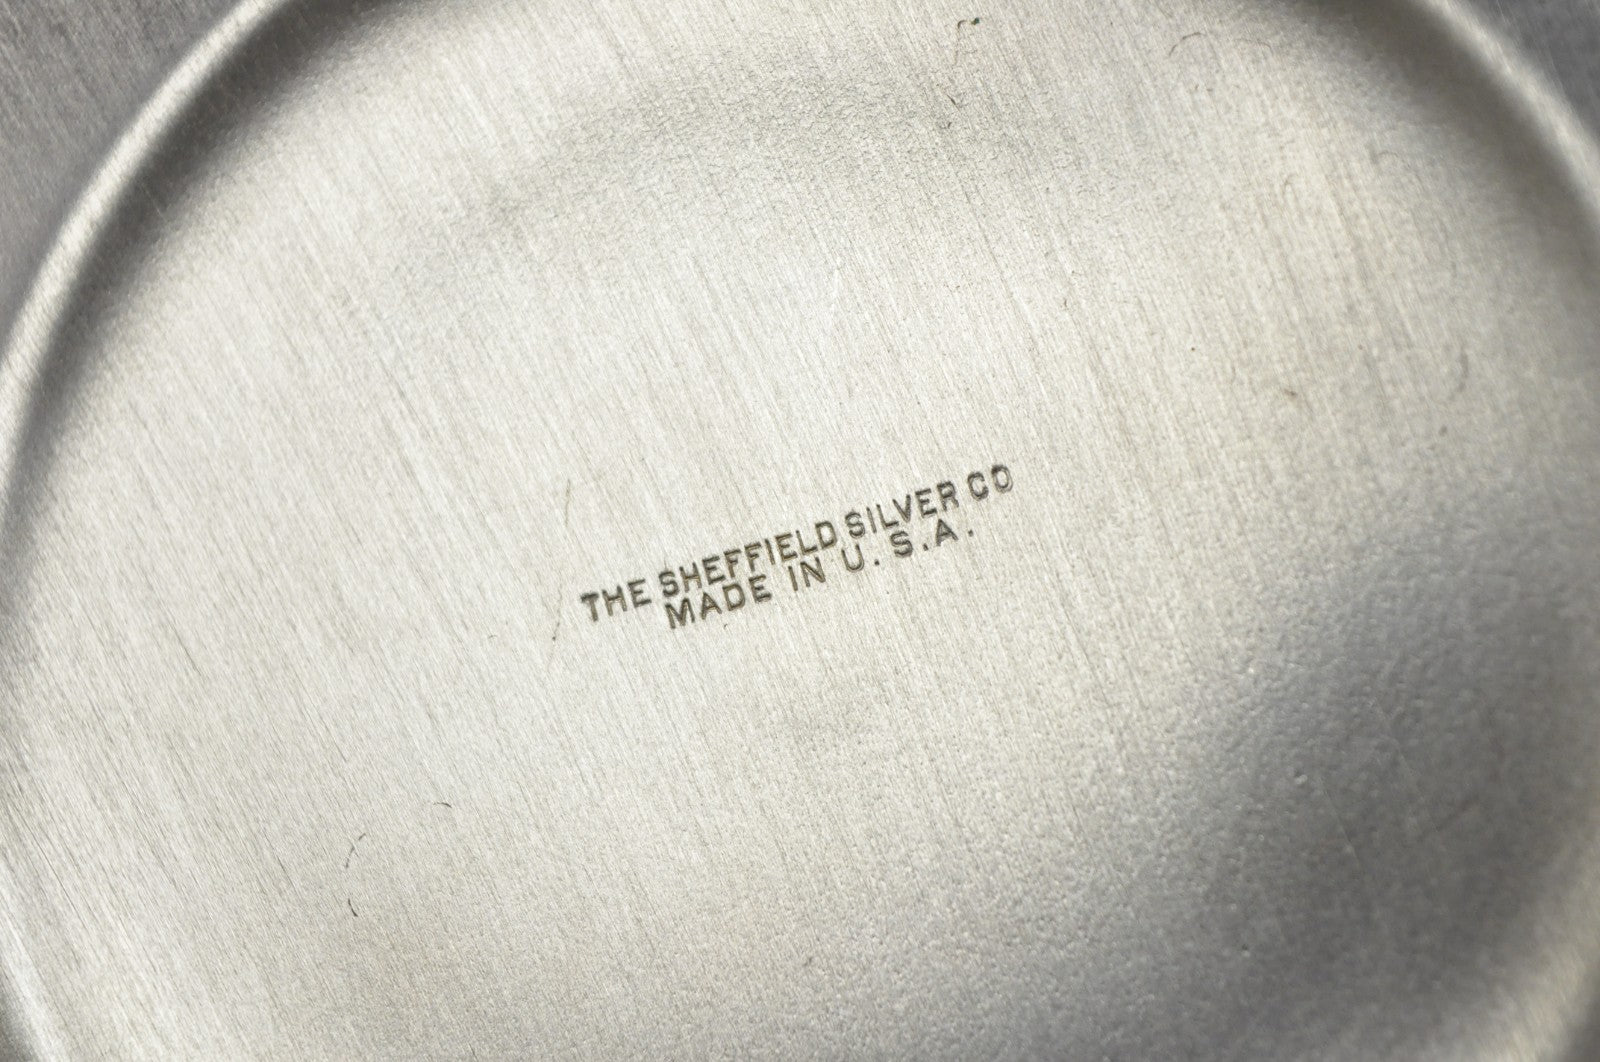 THE SHEFFIELD SILVER CO
MADE IN U.S.A.